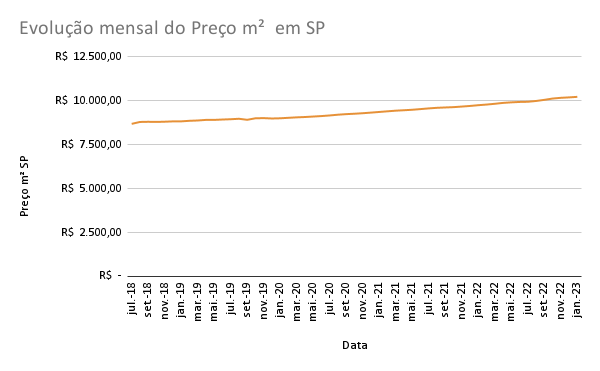 Evolução mensal do Preço m² em SP
R$ 12.500,00
R$ 10.000,00
R$ 7.500,00
R$ 5.000,00
R$ 2.500,00
R$ -
Preço m² SP
jul.-18
set-18
nov.-18
jan.-19
mar.-19
mai.-19
jul.-19
set-19
nov.-19
jan.-20
mar.-20
mai.-20
jul.-20
set-20
nov.-20
jan.-21
mar.-21
mai.-21
jul.-21
set-21
nov.-21
jan.-22
mar.-22
mai.-22
jul.-22
set-22
nov.-22
jan.-23
Data